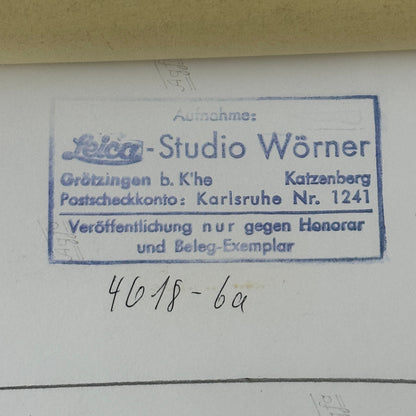 Aufnahme:
Leica-Studio Wörner
Grötzingen b. K'he Katzenberg
Postscheckkonto: Karlsruhe Nr. 1241
Veröffentlichung nur gegen Honorar
und Beleg-Exemplar
4618-6a